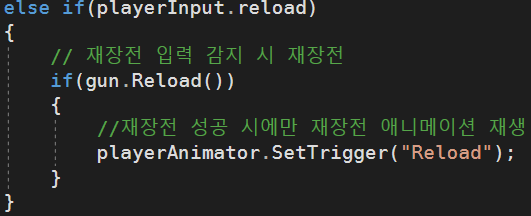 else if(playerInput.reload)
{
// 재장전 입력 감지 시 재장전
if(gun.Reload())
{
//재장전 성공 시에만 재장전 애니메이션 재생
playerAnimator.SetTrigger("Reload");
}
}